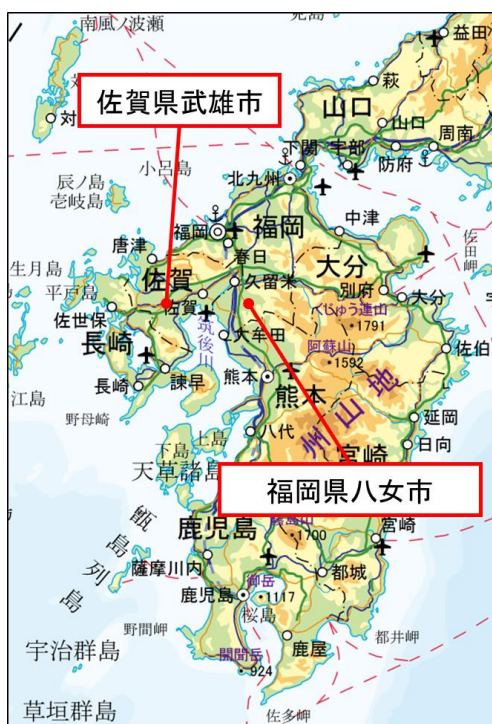 南風ノ波瀬
見島
益田
佐賀県武雄市
萩
山口
山口
対
小呂島
下関
宇部
防府
周南
北九州
辰ノ島
壱岐島
福岡
福岡
中津
春日
唐津
大分
佐田岬
生月島
平戸島
佐賀
佐賀
久留米
別府
大分
佐世保
筑後川
くじゅう連山
1791
大牟田
長崎
阿蘇山
1592
佐伯
長崎
諫早
熊本
熊本
江島
野母崎
州山地
延岡
上島
下島
八代
日向
天草諸島
宮崎
福岡県八女市
甑島列島
鹿児島
霧島山
1700
宮崎
薩摩川内
御岳
都城
鹿児島
1117
桜島
野間岬
都井岬
宇治群島
鹿屋
開聞岳
924
草垣群島
佐多岬